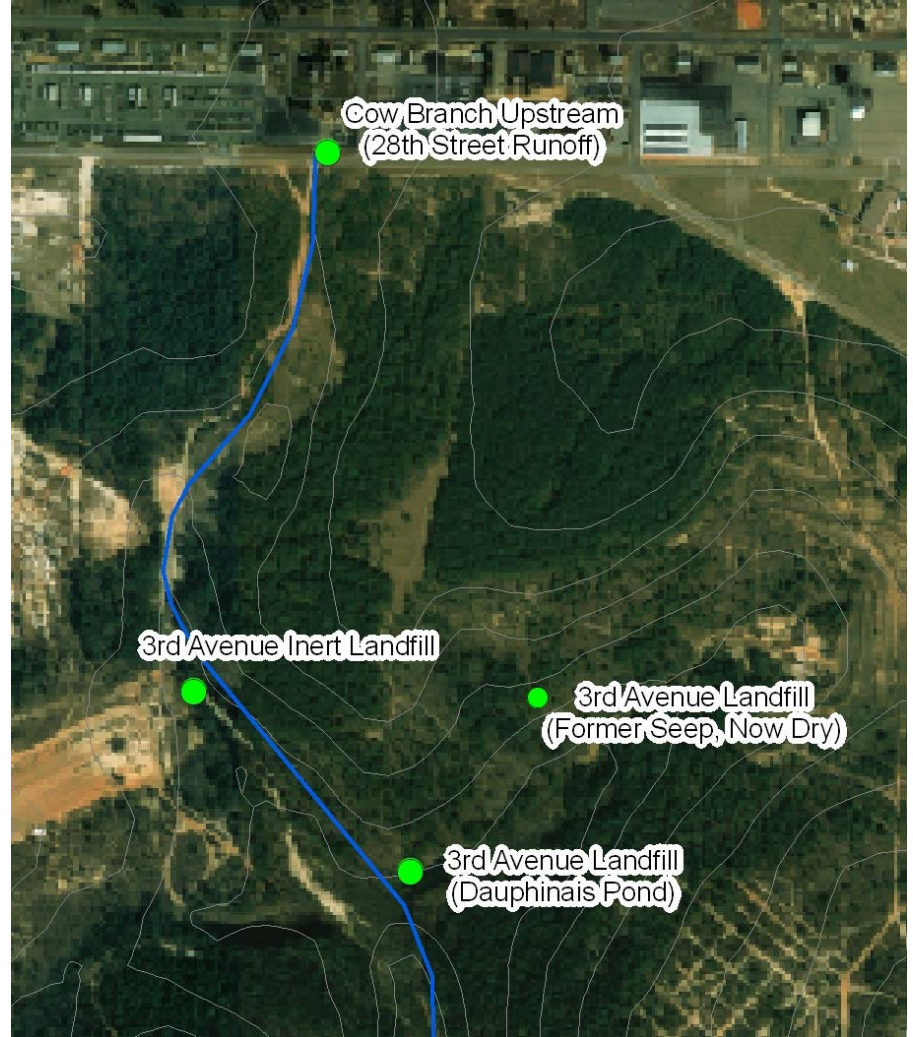 Cow Branch Upstream
(28th Street Runoff)
3rd Avenue Inert Landfill
3rd Avenue Landfill
(Former Seep, Now Dry)
3rd Avenue Landfill
(Dauphinais Pond)